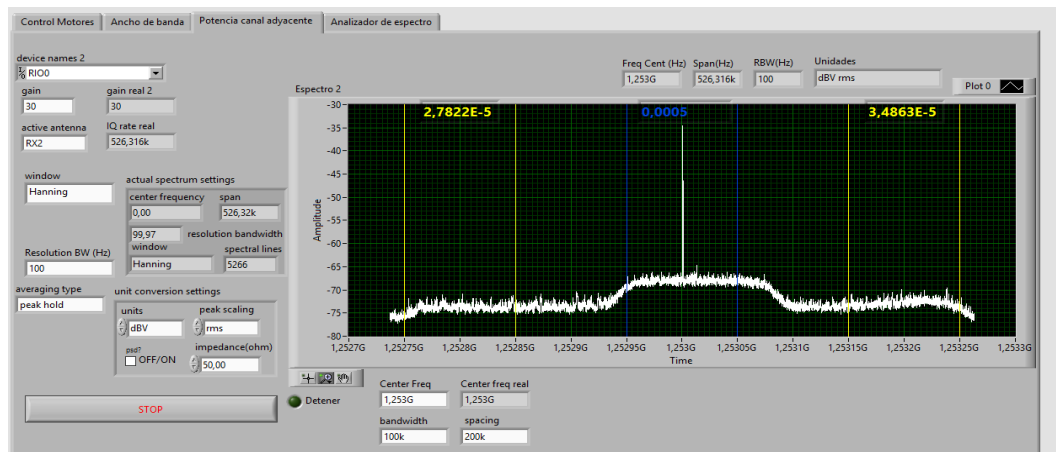 Control Motores Ancho de banda Potencia canal adyacente Analizador de espectro
device names 2
RIO0
gain gain real 2
30 30
active antenna IQ rate real
RX2 526,316k
window
Hanning
actual spectrum settings
center frequency span
0,00 526,32k
99,97 resolution bandwidth
window spectral lines
Hanning 5266
Resolution BW (Hz)
100
averaging type
peak hold
unit conversion settings
units peak scaling
dBV rms
psd? impedance(ohm)
OFF/ON 50,00
STOP
Freq Cent (Hz) Span(Hz) RBW(Hz) Unidades
1,253G 526,316k 100 dBV rms
Espectro 2 Plot 0
2,7822E-5 0,0005 3,4863E-5
Amplitude
-30
-35
-40
-45
-50
-55
-60
-65
-70
-75
-80
1,2527G 1,25275G 1,2528G 1,25285G 1,2529G 1,25295G 1,253G 1,25305G 1,2531G 1,25315G 1,2532G 1,25325G 1,2533G
Time
Detener
Center Freq Center freq real
1,253G 1,253G
bandwidth spacing
100k 200k